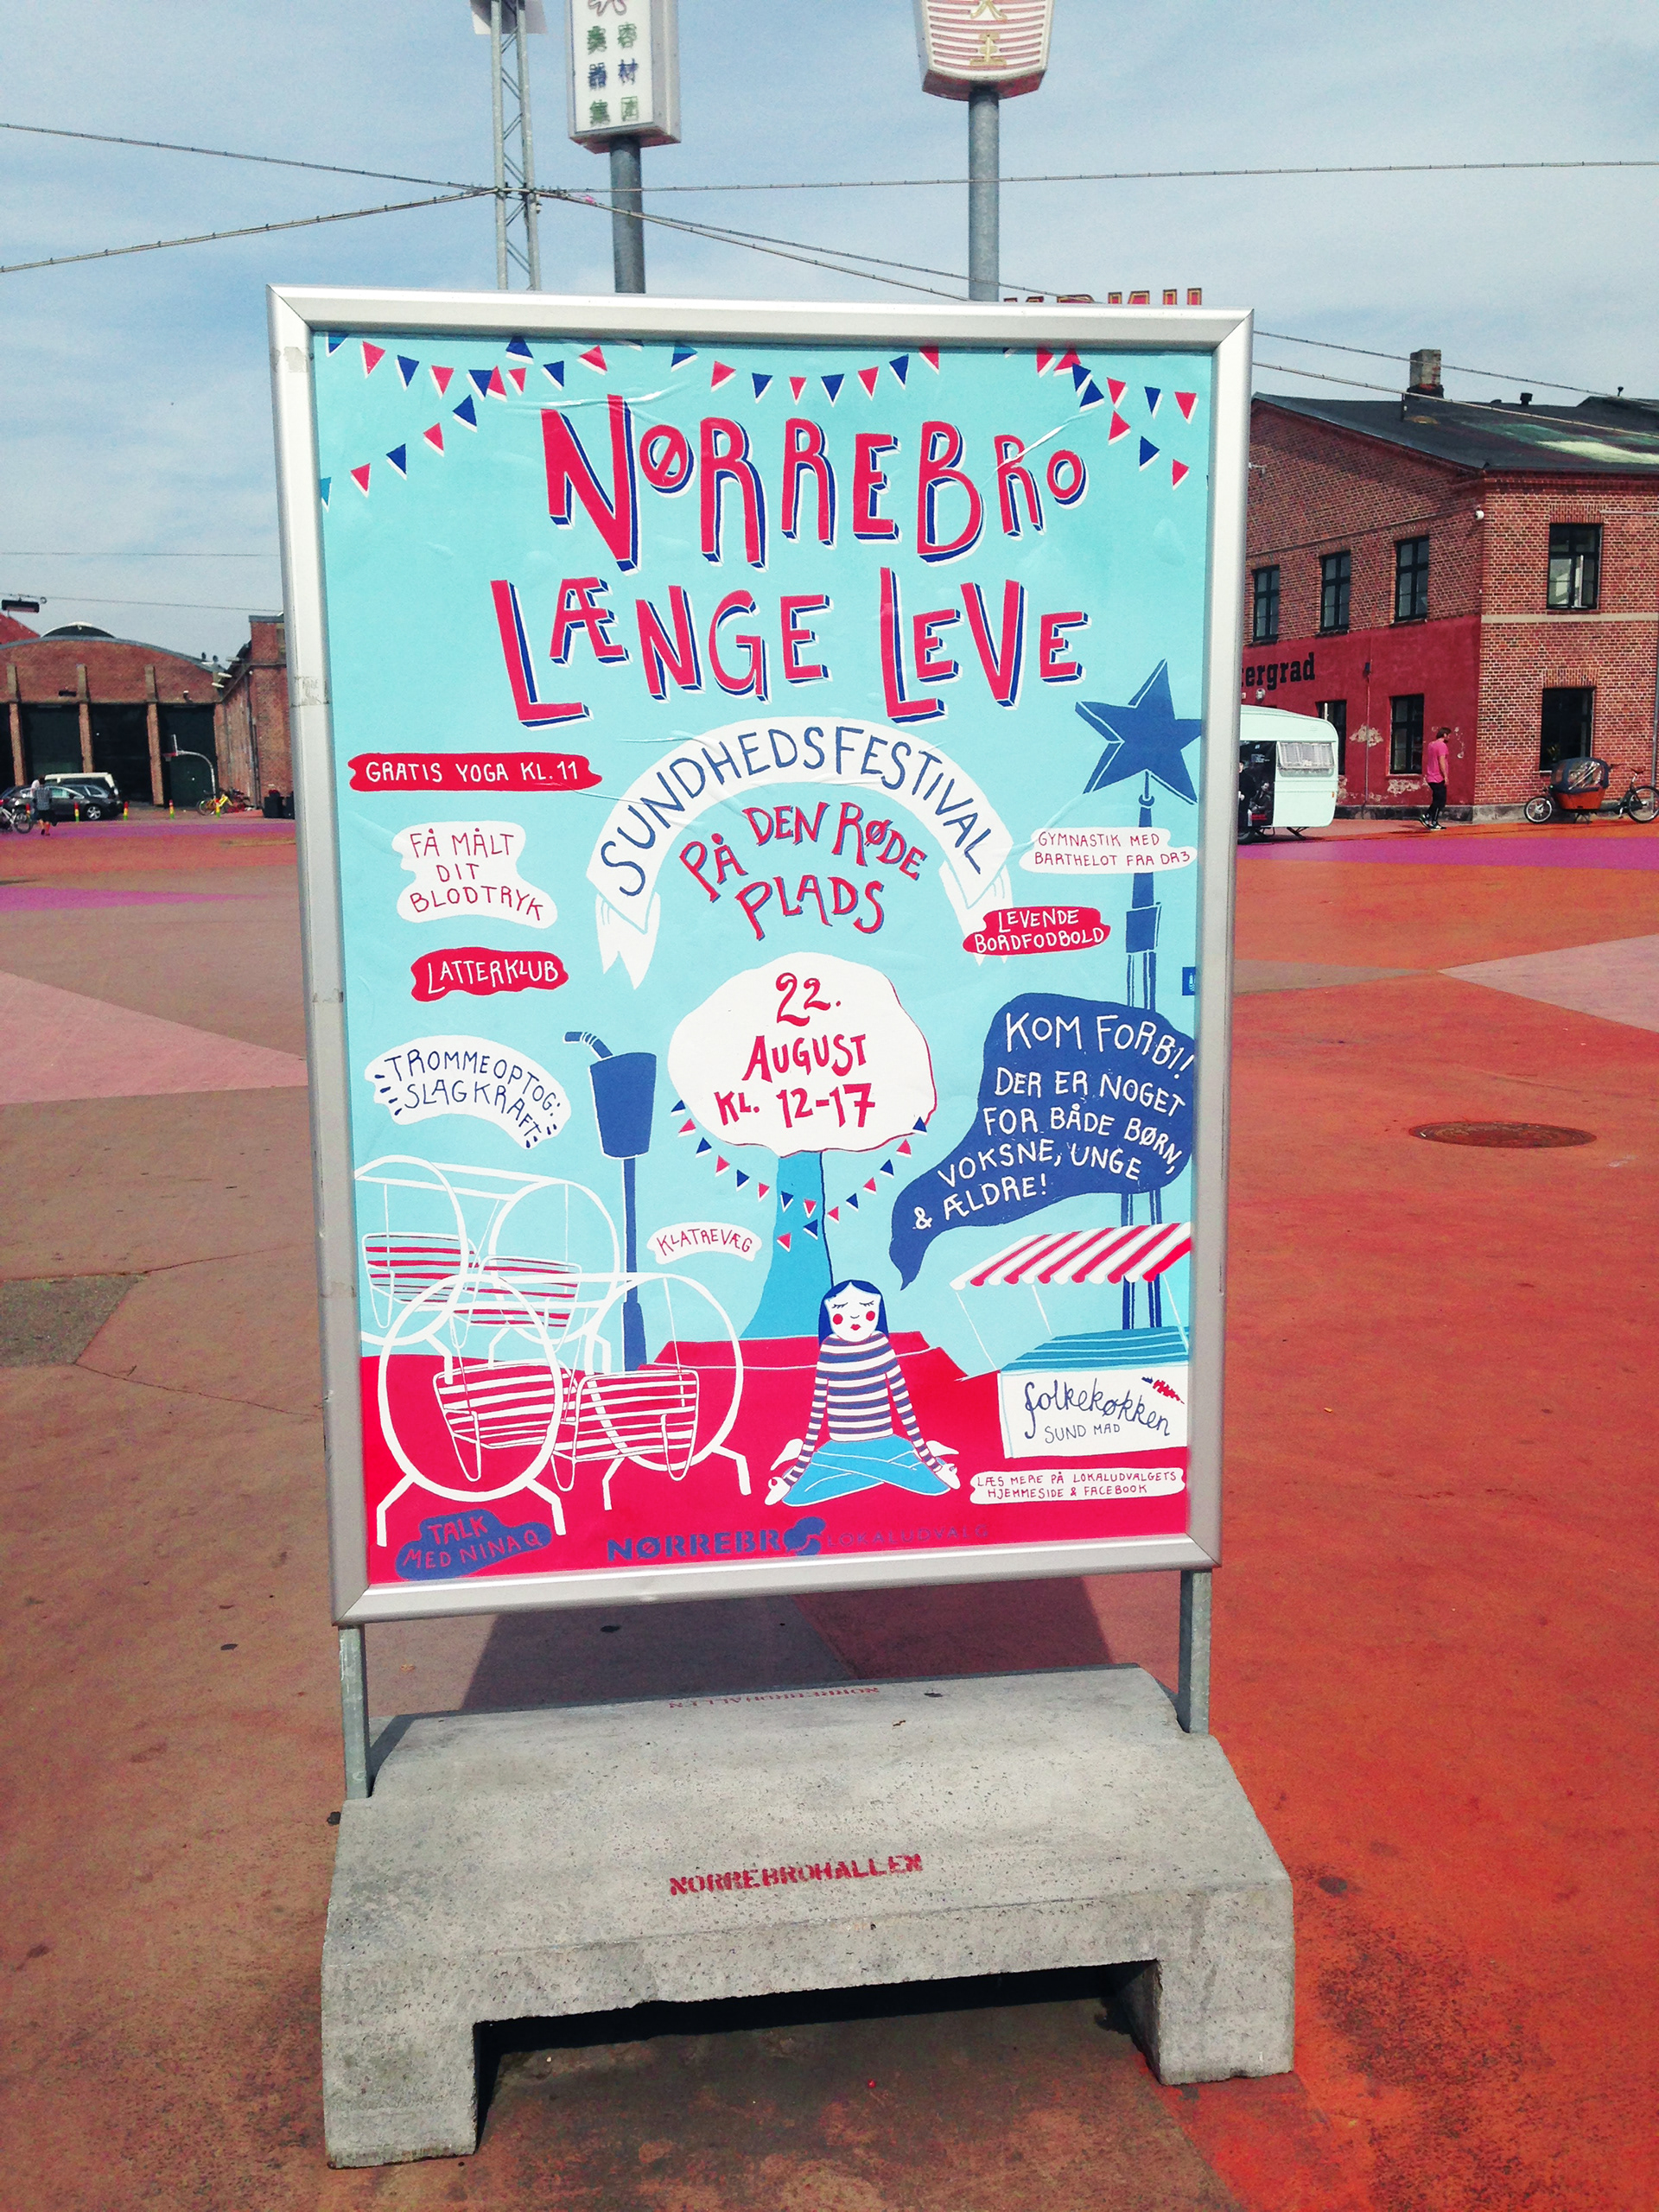 NØRREBRO
LÆNGE LEVE
SUNDHEDSFESTIVAL
PÅ DEN RØDE
PLADS
GRATIS YOGA KL. 11
FÅ MÅLT
DIT
BLODTRYK
LATTERKLUB
TROMMEOPTOG:
SLAGKRAFT
GYMNASTIK MED
BARTHELOT FRA DR3
LEVENDE
BORDFODBOLD
22.
AUGUST
KL. 12-17
KOM FORBI!
DER ER NOGET
FOR BÅDE BØRN,
VOKSNE, UNGE
& ÆLDRE!
KLATREVÆG
folkekøkken
SUND MAD
LÆS MERE PÅ LOKALUDVALGETS
HJEMMESIDE & FACEBOOK
TALK
MED NINA Q
NØRREBRO LOKALUDVALG
NØRREBROHALLEN
NØRREBROHALLEN
ergrad